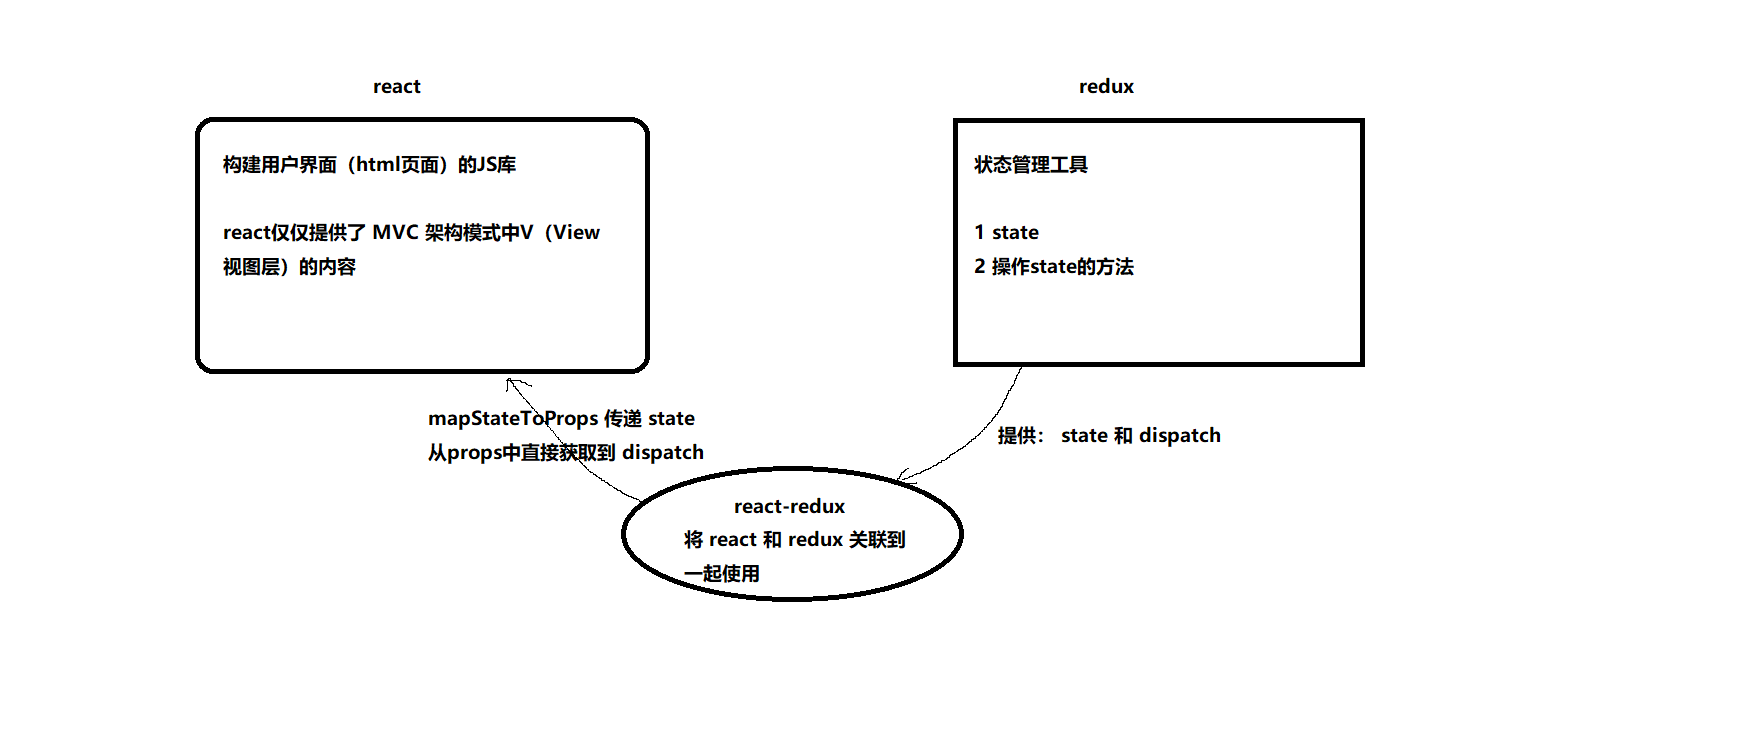 react
构建用户界面（html页面）的JS库
react仅仅提供了 MVC 架构模式中V（View
视图层）的内容
redux
状态管理工具
1 state
2 操作state的方法
mapStateToProps 传递 state
从props中直接获取到 dispatch
提供： state 和 dispatch
react-redux
将 react 和 redux 关联到
一起使用